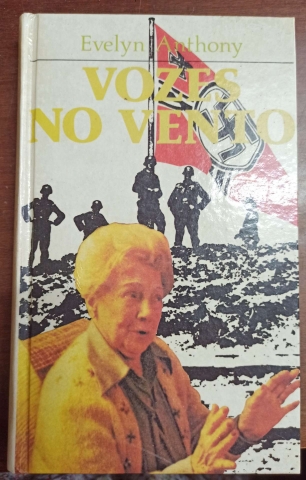 Evelyn Anthony
VOZES
NO VENTO